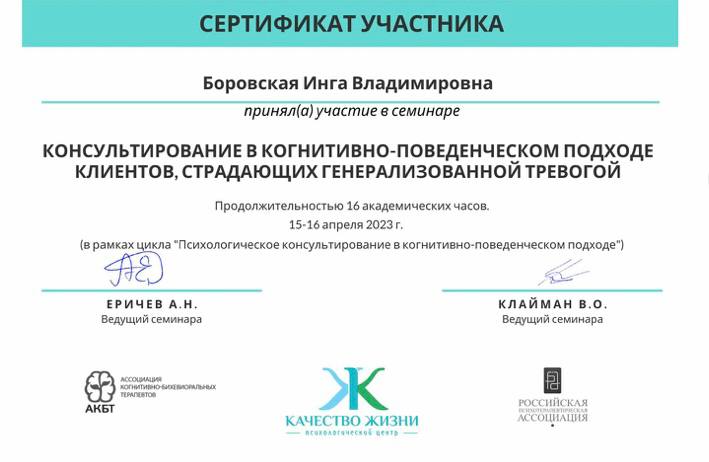 СЕРТИФИКАТ УЧАСТНИКА
Боровская Инга Владимировна
принял(а) участие в семинаре
КОНСУЛЬТИРОВАНИЕ В КОГНИТИВНО-ПОВЕДЕНЧЕСКОМ ПОДХОДЕ
КЛИЕНТОВ, СТРАДАЮЩИХ ГЕНЕРАЛИЗОВАННОЙ ТРЕВОГОЙ
Продолжительностью 16 академических часов.
15-16 апреля 2023 г.
(в рамках цикла "Психологическое консультирование в когнитивно-поведенческом подходе")
ЕРИЧЕВ А.Н.
Ведущий семинара
КЛАЙМАН В.О.
Ведущий семинара
АССОЦИАЦИЯ
КОГНИТИВНО-БИХЕВИОРАЛЬНЫХ
ТЕРАПЕВТОВ
АКБТ
КАЧЕСТВО ЖИЗНИ
ПСИХОЛОГИЧЕСКИЙ ЦЕНТР
РОССИЙСКАЯ
ПСИХОТЕРАПЕВТИЧЕСКАЯ
АССОЦИАЦИЯ